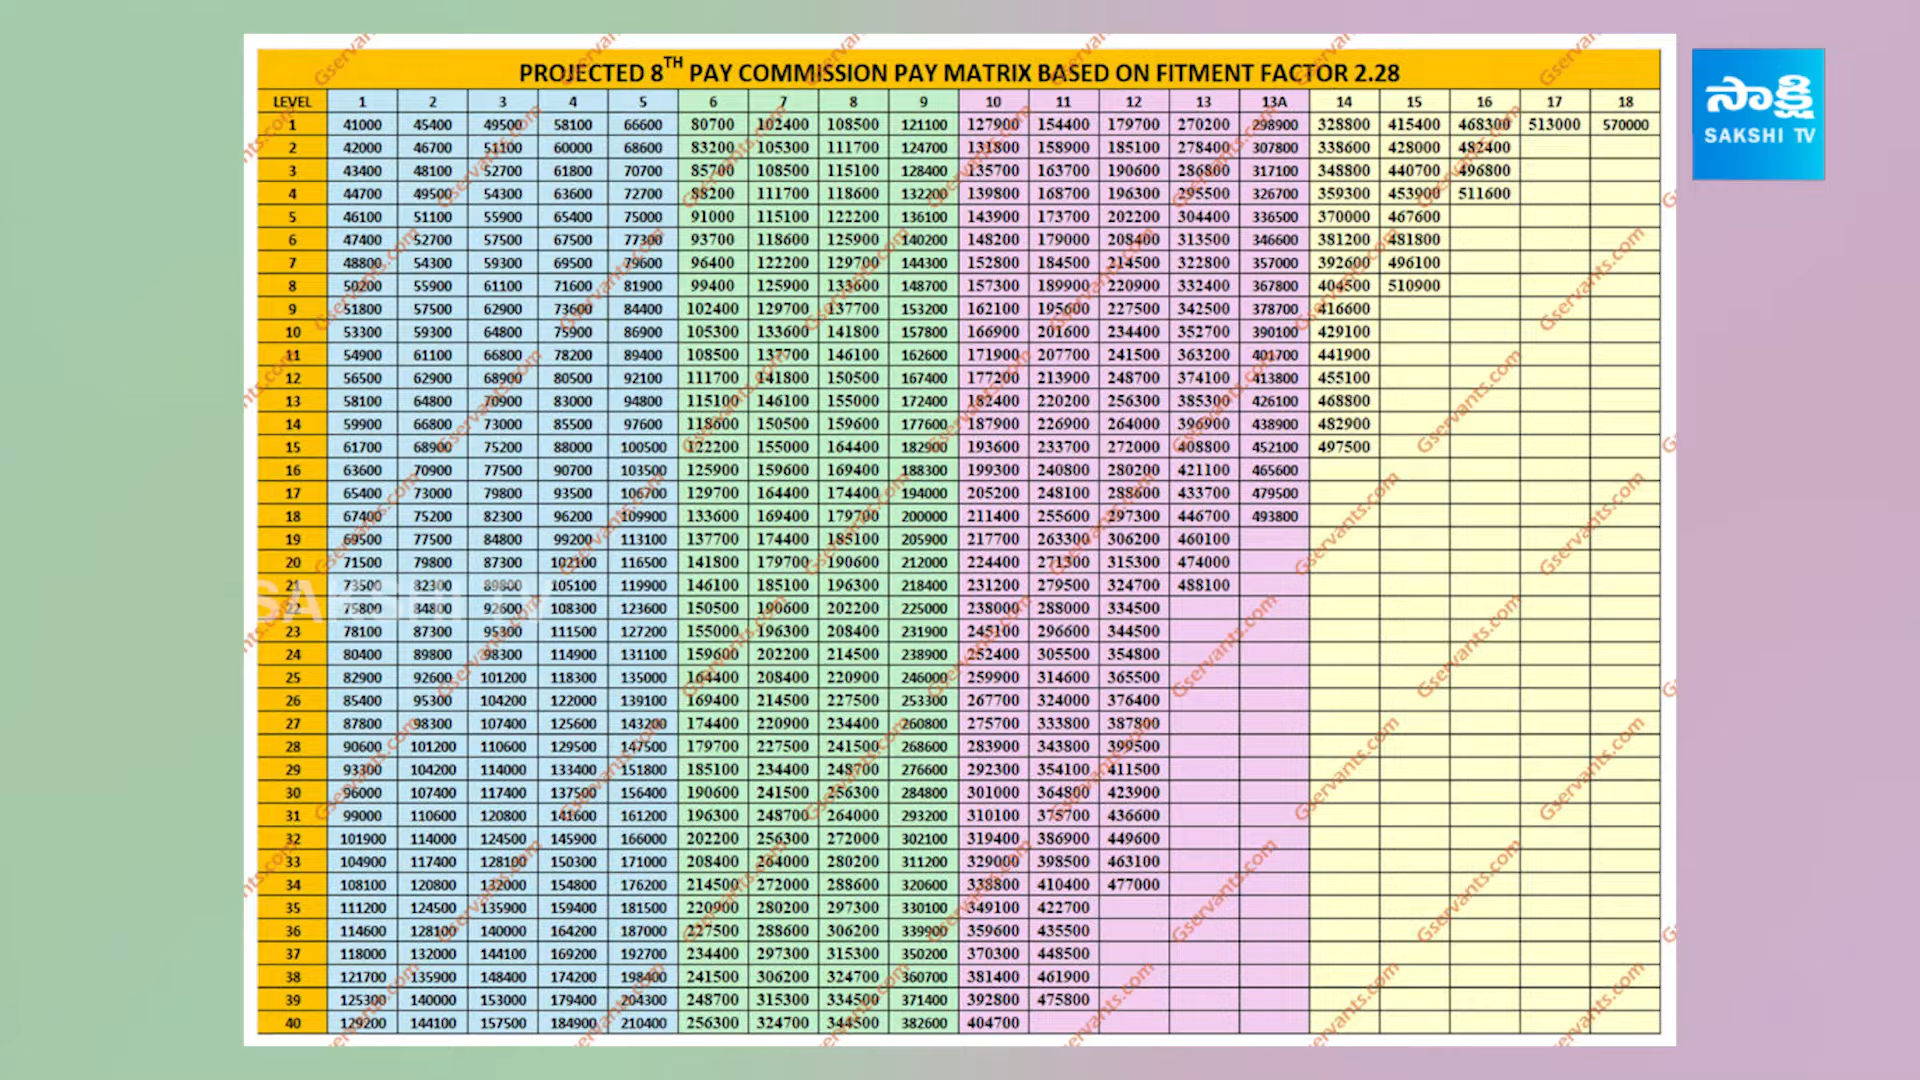 PROJECTED 8TH PAY COMMISSION PAY MATRIX BASED ON FITMENT FACTOR 2.28
సాక్షి
SAKSHI TV
LEVEL 1 2 3 4 5 6 7 8 9 10 11 12 13 13A 14 15 16 17 18
1 41000 45400 49500 58100 66600 80700 102400 108500 121100 127900 154400 179700 270200 298900 328800 415400 468300 513000 570000
2 42000 46700 51100 60000 68600 83200 105300 111700 124700 131800 158900 185100 278400 307800 338600 428000 482400
3 43400 48100 52700 61800 70700 85700 108500 115100 128400 135700 163700 190600 286800 317100 348800 440700 496800
4 44700 49500 54300 63600 72700 88200 111700 118600 132200 139800 168700 196300 295500 326700 359300 453900 511600
5 46100 51100 55900 65400 75000 91000 115100 122200 136100 143900 173700 202200 304400 336500 370000 467600
6 47400 52700 57500 67500 77300 93700 118600 125900 140200 148200 179000 208400 313500 346600 381200 481800
7 48800 54300 59300 69500 79600 96400 122200 129700 144300 152800 184500 214500 322800 357000 392600 496100
8 50200 55900 61100 71600 81900 99400 125900 133600 148700 157300 189900 220900 332400 367800 404500 510900
9 51800 57500 62900 73600 84400 102400 129700 137700 153200 162100 195600 227500 342500 378700 416600
10 53300 59300 64800 75900 86900 105300 133600 141800 157800 166900 201600 234400 352700 390100 429100
11 54900 61100 66800 78200 89400 108500 137700 146100 162600 171900 207700 241500 363200 401700 441900
12 56500 62900 68900 80500 92100 111700 141800 150500 167400 177200 213900 248700 374100 413800 455100
13 58100 64800 70900 83000 94800 115100 146100 155000 172400 182400 220200 256300 385300 426100 468800
14 59900 66800 73000 85500 97600 118600 150500 159600 177600 187900 226900 264000 396900 438900 482900
15 61700 68900 75200 88000 100500 122200 155000 164400 182900 193600 233700 272000 408800 452100 497500
16 63600 70900 77500 90700 103500 125900 159600 169400 188300 199300 240800 280200 421100 465600
17 65400 73000 79800 93500 106700 129700 164400 174400 194000 205200 248100 288600 433700 479500
18 67400 75200 82300 96200 109900 133600 169400 179700 200000 211400 255600 297300 446700 493800
19 69500 77500 84800 99200 113100 137700 174400 185100 205900 217700 263300 306200 460100
20 71500 79800 87300 102100 116500 141800 179700 190600 212000 224400 271300 315300 474000
21 73500 82300 89800 105100 119900 146100 185100 196300 218400 231200 279500 324700 488100
22 75800 84800 92600 108300 123600 150500 190600 202200 225000 238000 288000 334500
23 78100 87300 95300 111500 127200 155000 196300 208400 231900 245100 296600 344500
24 80400 89800 98300 114900 131100 159600 202200 214500 238900 252400 305500 354800
25 82900 92600 101200 118300 135000 164400 208400 220900 246000 259900 314600 365500
26 85400 95300 104200 122000 139100 169400 214500 227500 253300 267700 324000 376400
27 87800 98300 107400 125600 143200 174400 220900 234400 260800 275700 333800 387800
28 90600 101200 110600 129500 147500 179700 227500 241500 268600 283900 343800 399500
29 93300 104200 114000 133400 151800 185100 234400 248700 276600 292300 354100 411500
30 96000 107400 117400 137500 156400 190600 241500 256300 284800 301000 364800 423900
31 99000 110600 120800 141600 161200 196300 248700 264000 293200 310100 375700 436600
32 101900 114000 124500 145900 166000 202200 256300 272000 302100 319400 386900 449600
33 104900 117400 128100 150300 171000 208400 264000 280200 311200 329000 398500 463100
34 108100 120800 132000 154800 176200 214500 272000 288600 320600 338800 410400 477000
35 111200 124500 135900 159400 181500 220900 280200 297300 330100 349100 422700
36 114600 128100 140000 164200 187000 227500 288600 306200 339900 359600 435500
37 118000 132000 144100 169200 192700 234400 297300 315300 350200 370300 448500
38 121700 135900 148400 174200 198400 241500 306200 324700 360700 381400 461900
39 125300 140000 153000 179400 204300 248700 315300 334500 371400 392800 475800
40 129200 144100 157500 184900 210400 256300 324700 344500 382600 404700
SAKSHI TV
Gservants.com